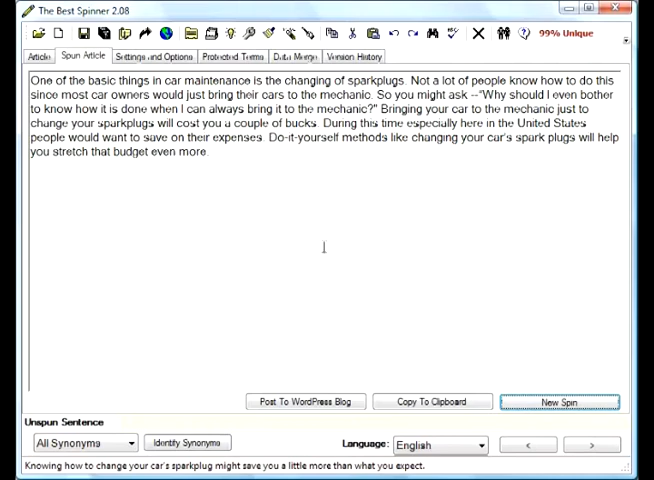 The Best Spinner 2.08
99% Unique
Article
Spun Article
Settings and Options
Protected Terms
Data Merge
Version History
One of the basic things in car maintenance is the changing of sparkplugs. Not a lot of people know how to do this
since most car owners would just bring their cars to the mechanic. So you might ask --"Why should I even bother
to know how it is done when I can always bring it to the mechanic?" Bringing your car to the mechanic just to
change your sparkplugs will cost you a couple of bucks. During this time especially here in the United States
people would want to save on their expenses. Do-it-yourself methods like changing your car's spark plugs will help
you stretch that budget even more.
Post To WordPress Blog
Copy To Clipboard
New Spin
Unspun Sentence
All Synonyms
Identify Synonyms
Language:
English
<
>
Knowing how to change your car's sparkplug might save you a little more than what you expect.